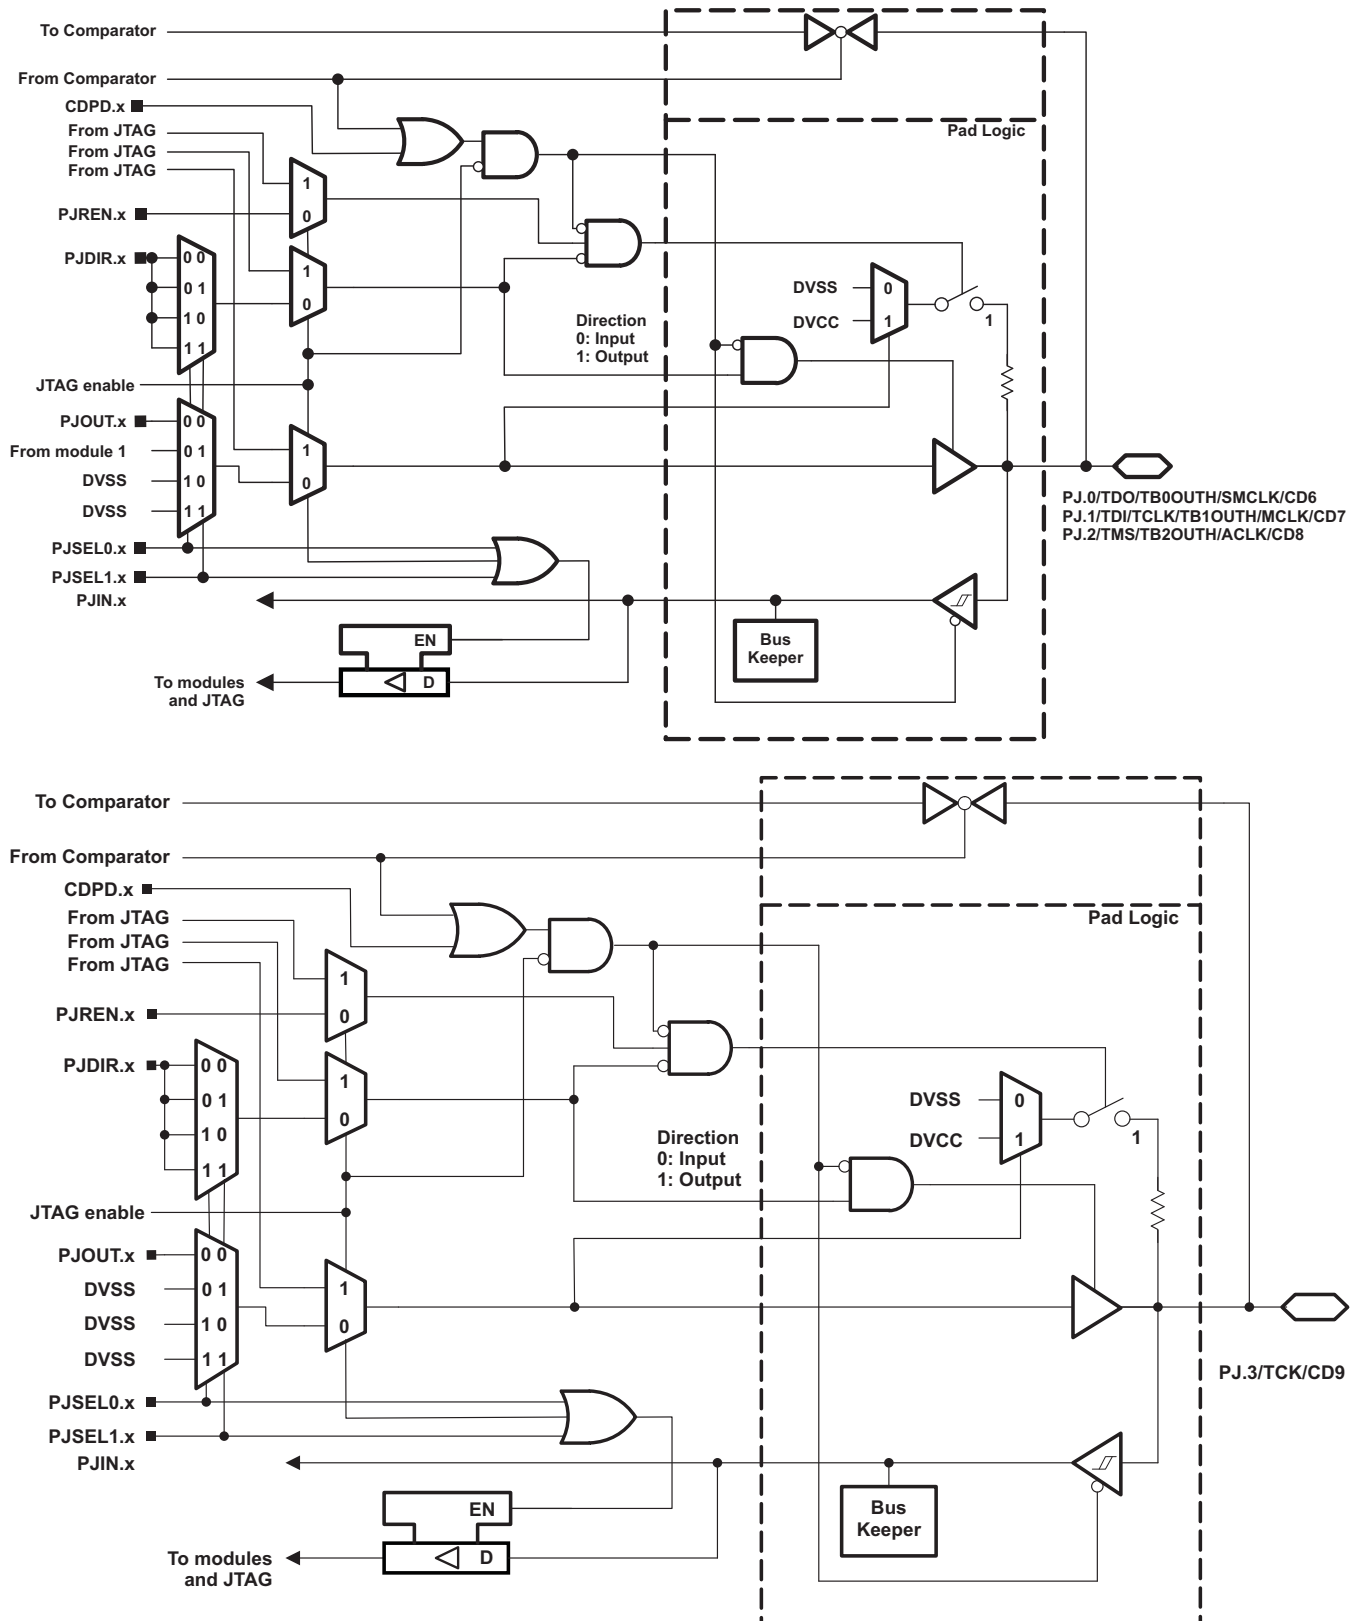 To Comparator
From Comparator
CDPD.x
From JTAG
From JTAG
From JTAG
Pad Logic
1
0
PJREN.x
PJDIR.x
0 0
0 1
1 0
1 1
1
0
Direction
0: Input
1: Output
DVSS
DVCC
0
1
1
JTAG enable
PJOUT.x
From module 1
DVSS
DVSS
0 0
0 1
1 0
1 1
1
0
PJ.0/TDO/TB0OUTH/SMCLK/CD6
PJ.1/TDI/TCLK/TB1OUTH/MCLK/CD7
PJ.2/TMS/TB2OUTH/ACLK/CD8
PJSEL0.x
PJSEL1.x
PJIN.x
EN
D
Bus
Keeper
To modules
and JTAG
To Comparator
From Comparator
CDPD.x
From JTAG
From JTAG
From JTAG
Pad Logic
1
0
PJREN.x
PJDIR.x
0 0
0 1
1 0
1 1
1
0
Direction
0: Input
1: Output
DVSS
DVCC
0
1
1
JTAG enable
PJOUT.x
DVSS
DVSS
DVSS
0 0
0 1
1 0
1 1
1
0
PJ.3/TCK/CD9
PJSEL0.x
PJSEL1.x
PJIN.x
EN
D
Bus
Keeper
To modules
and JTAG